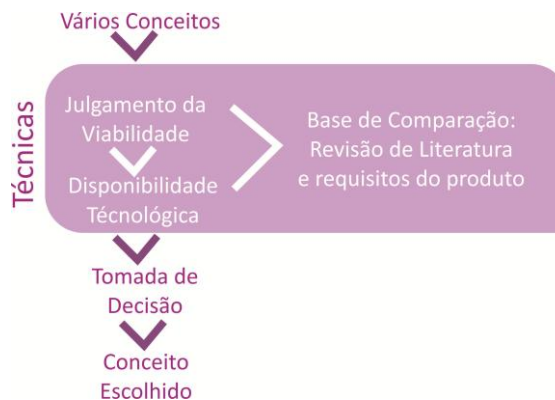 Vários Conceitos
Técnicas
Julgamento da
Viabilidade
Disponibilidade
Técnológica
Base de Comparação:
Revisão de Literatura
e requisitos do produto
Tomada de
Decisão
Conceito
Escolhido